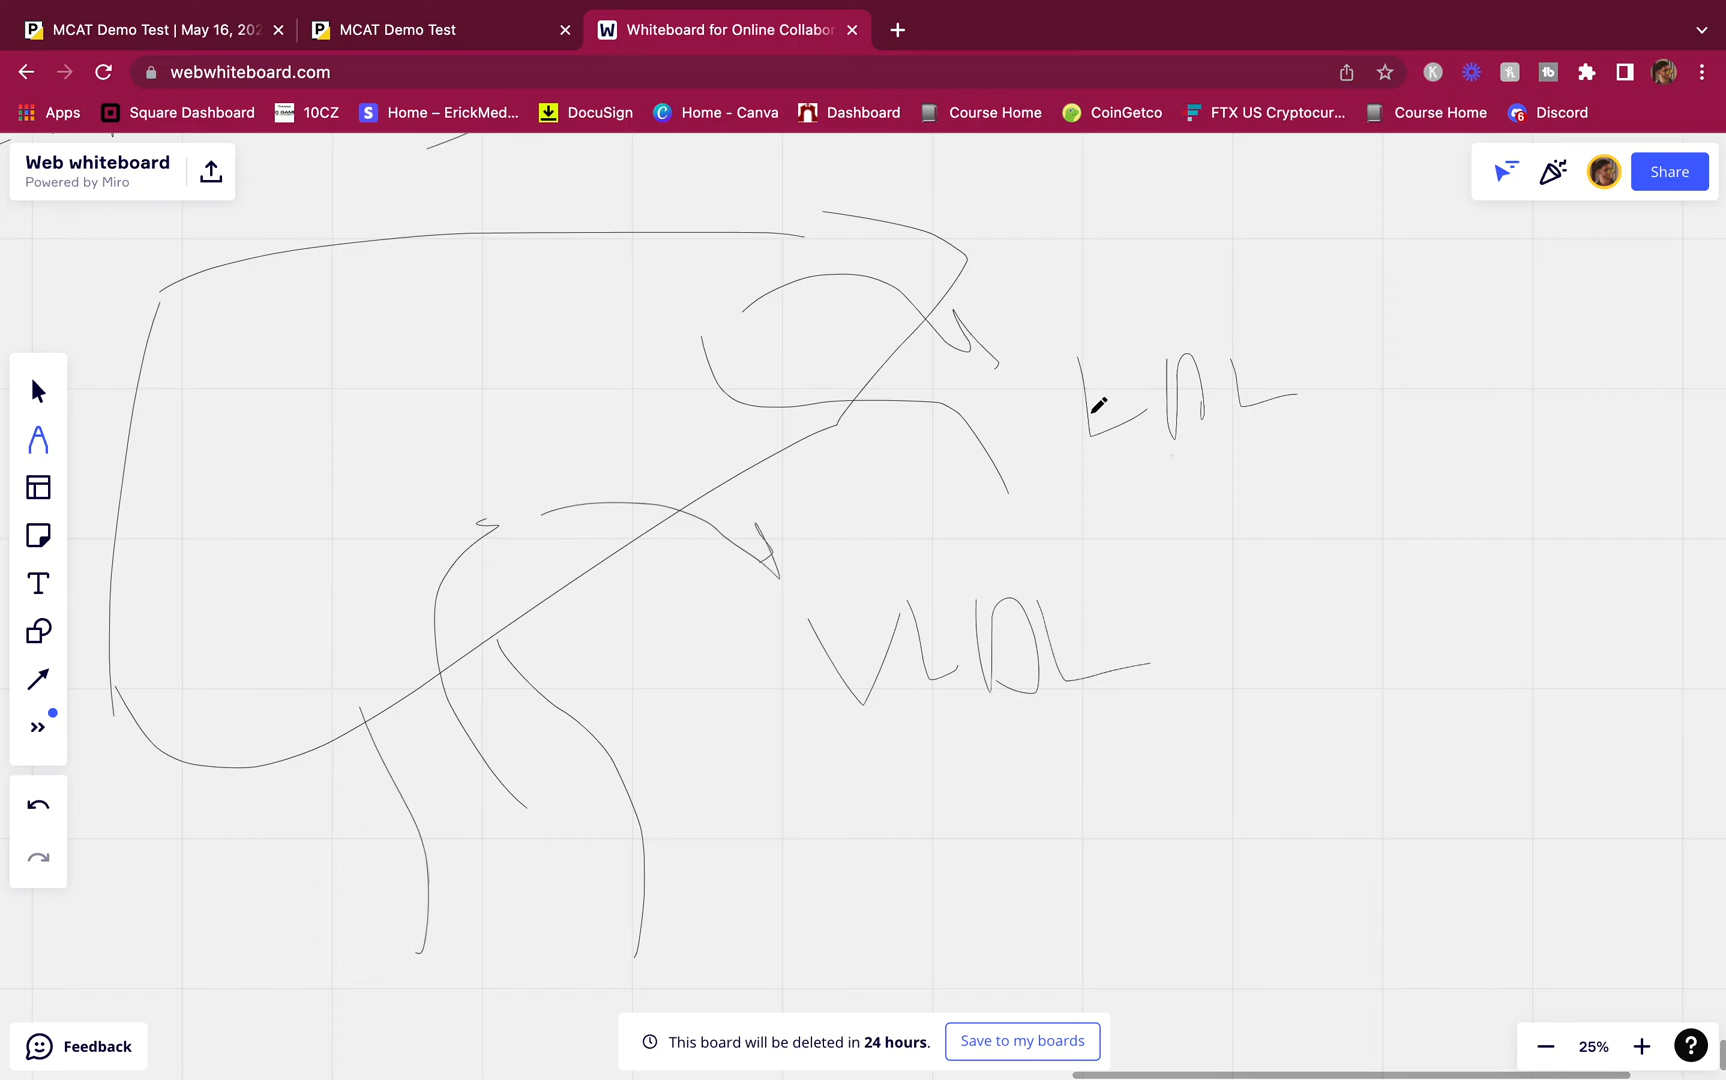 MCAT Demo Test | May 16, 202
MCAT Demo Test
Whiteboard for Online Collabor
webwhiteboard.com
Apps
Square Dashboard
10CZ
Home – ErickMed...
DocuSign
Home - Canva
Dashboard
Course Home
CoinGetco
FTX US Cryptocur...
Course Home
Discord
Web whiteboard
Powered by Miro
Share
LDL
VLDL
Feedback
This board will be deleted in 24 hours.
Save to my boards
25%